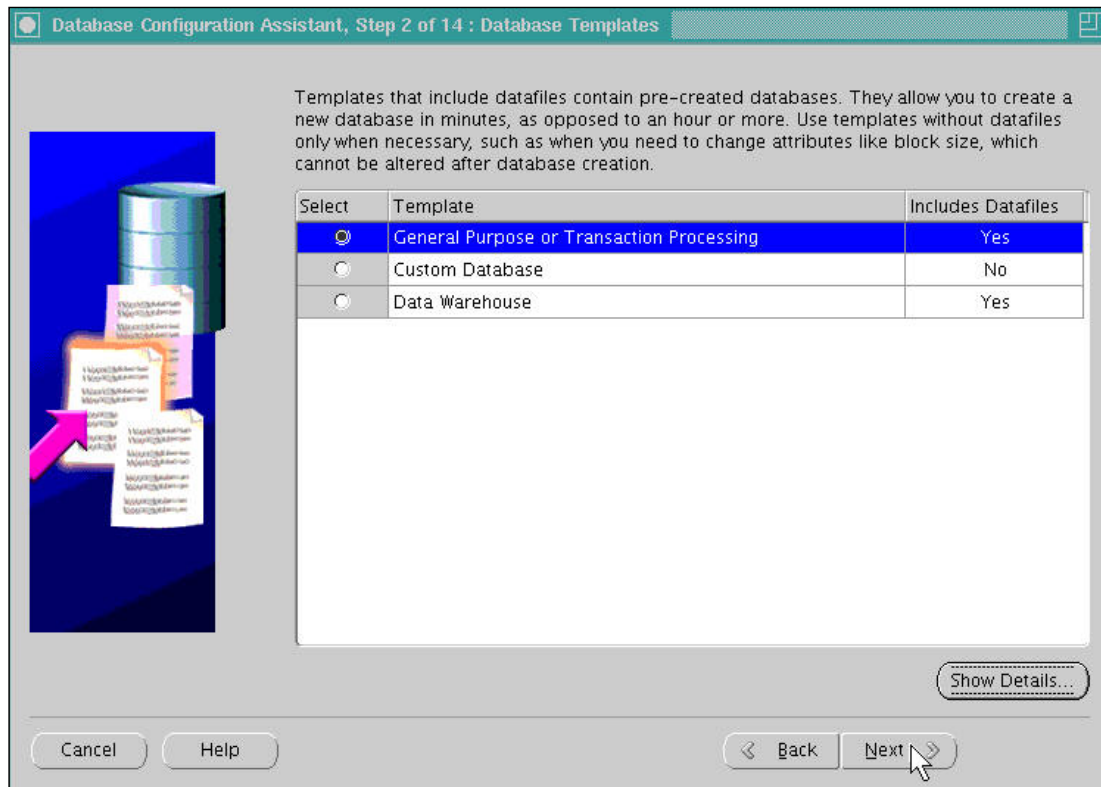 Database Configuration Assistant, Step 2 of 14 : Database Templates
Templates that include datafiles contain pre-created databases. They allow you to create a
new database in minutes, as opposed to an hour or more. Use templates without datafiles
only when necessary, such as when you need to change attributes like block size, which
cannot be altered after database creation.
Select Template Includes Datafiles
General Purpose or Transaction Processing Yes
Custom Database No
Data Warehouse Yes
Show Details...
Cancel Help Back Next